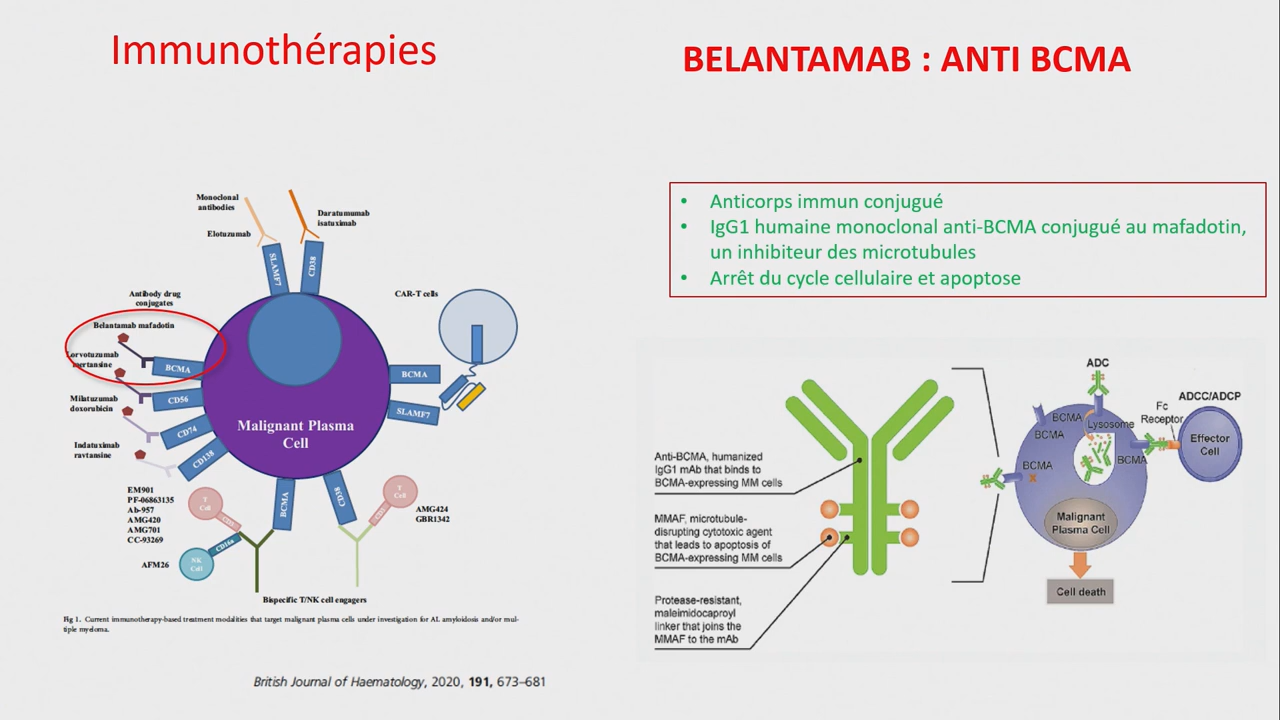 Immunothérapies
BELANTAMAB : ANTI BCMA
Monoclonal
antibodies
Elotuzumab
Daratumumab
isatuximab
SLAMF7
CD38
Antibody drug
conjugates
Belantamab mafadotin
Lorvotuzumab
mertansine
Milatuzumab
doxorubicin
Indatuximab
ravtansine
BCMA
CD56
CD74
CD138
CAR-T cells
BCMA
SLAMF7
Malignant Plasma
Cell
EM901
PF-06863135
Ab-957
AMG420
AMG701
CC-93269
AFM26
T
Cell
NK
Cell
CD16a
BCMA
CD38
T
Cell
AMG424
GBR1342
Bispecific T/NK cell engagers
Fig 1. Current immunotherapy-based treatment modalities that target malignant plasma cells under investigation for AL amyloidosis and/or mul-
tiple myeloma.
British Journal of Haematology, 2020, 191, 673–681
• Anticorps immun conjugué
• IgG1 humaine monoclonal anti-BCMA conjugué au mafadotin,
un inhibiteur des microtubules
• Arrêt du cycle cellulaire et apoptose
Anti-BCMA, humanized
IgG1 mAb that binds to
BCMA-expressing MM cells
MMAF, microtubule-
disrupting cytotoxic agent
that leads to apoptosis of
BCMA-expressing MM cells
Protease-resistant,
maleimidocaproyl
linker that joins the
MMAF to the mAb
ADC
ADCC/ADCP
Fc
Receptor
BCMA
BCMA
Lysosome
BCMA
BCMA
x
Effector
Cell
Malignant
Plasma Cell
Cell death